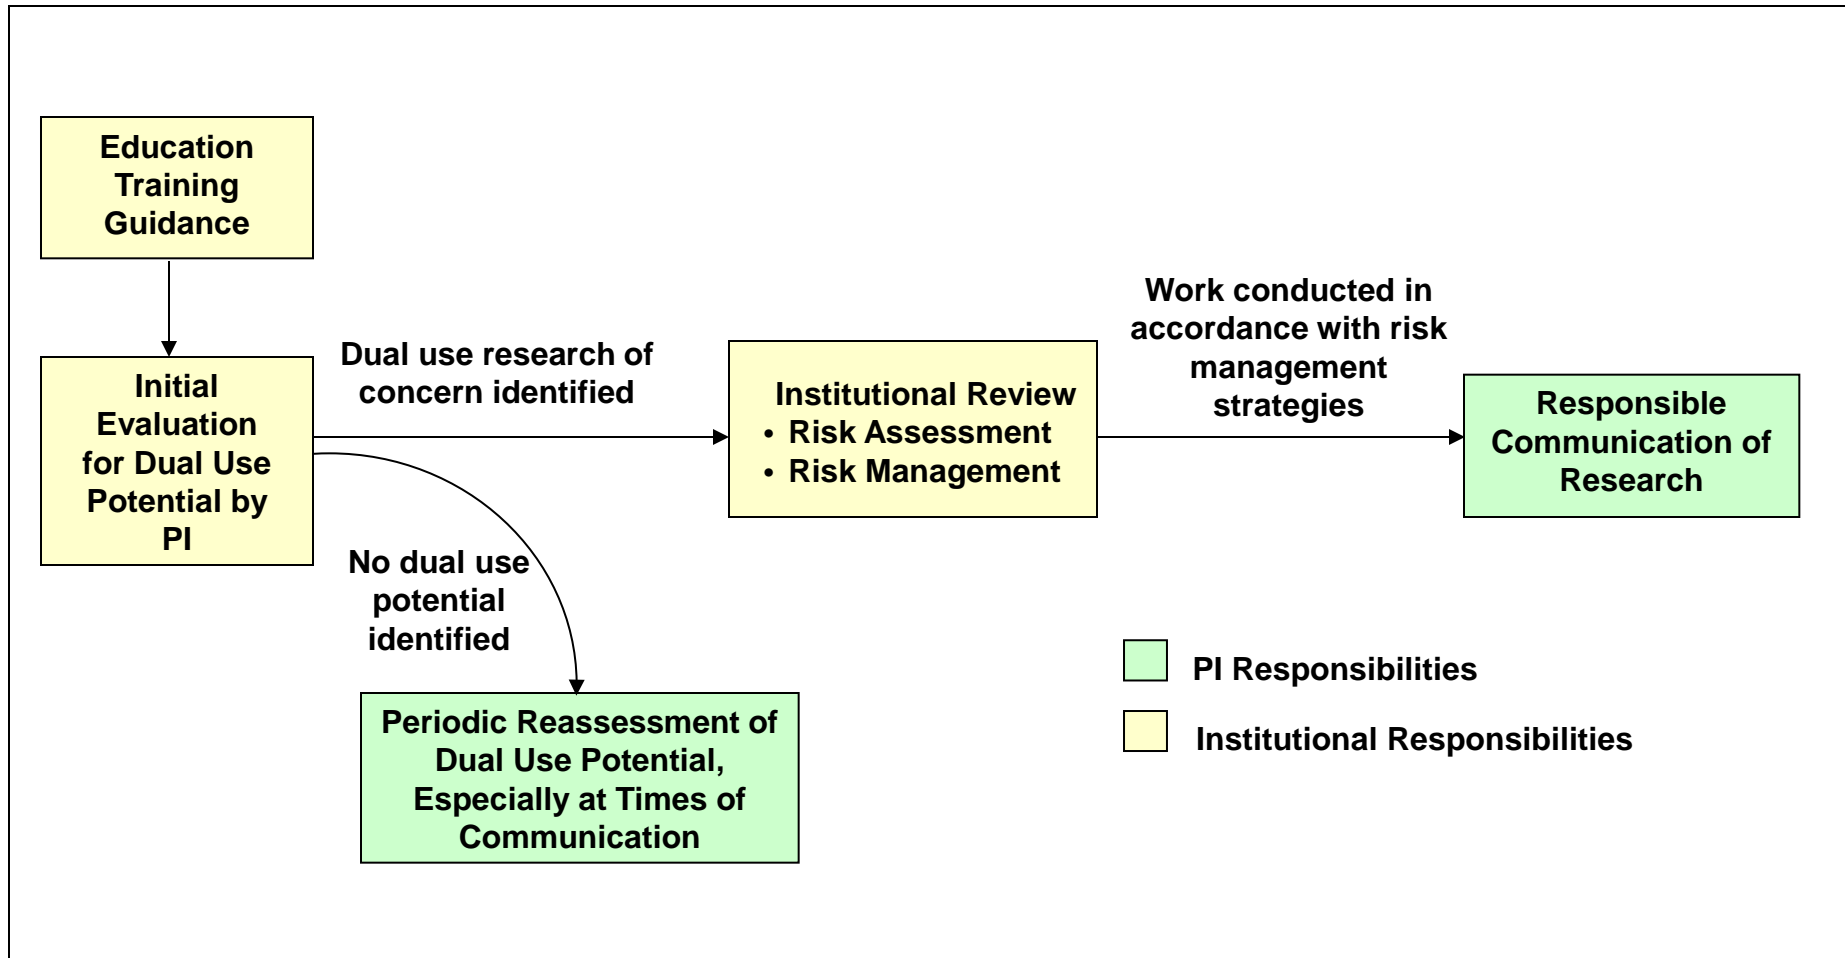 Education
Training
Guidance
Initial
Evaluation
for Dual Use
Potential by
PI
Dual use research of
concern identified
No dual use
potential
identified
Periodic Reassessment of
Dual Use Potential,
Especially at Times of
Communication
Institutional Review
• Risk Assessment
• Risk Management
Work conducted in
accordance with risk
management
strategies
Responsible
Communication of
Research
PI Responsibilities
Institutional Responsibilities